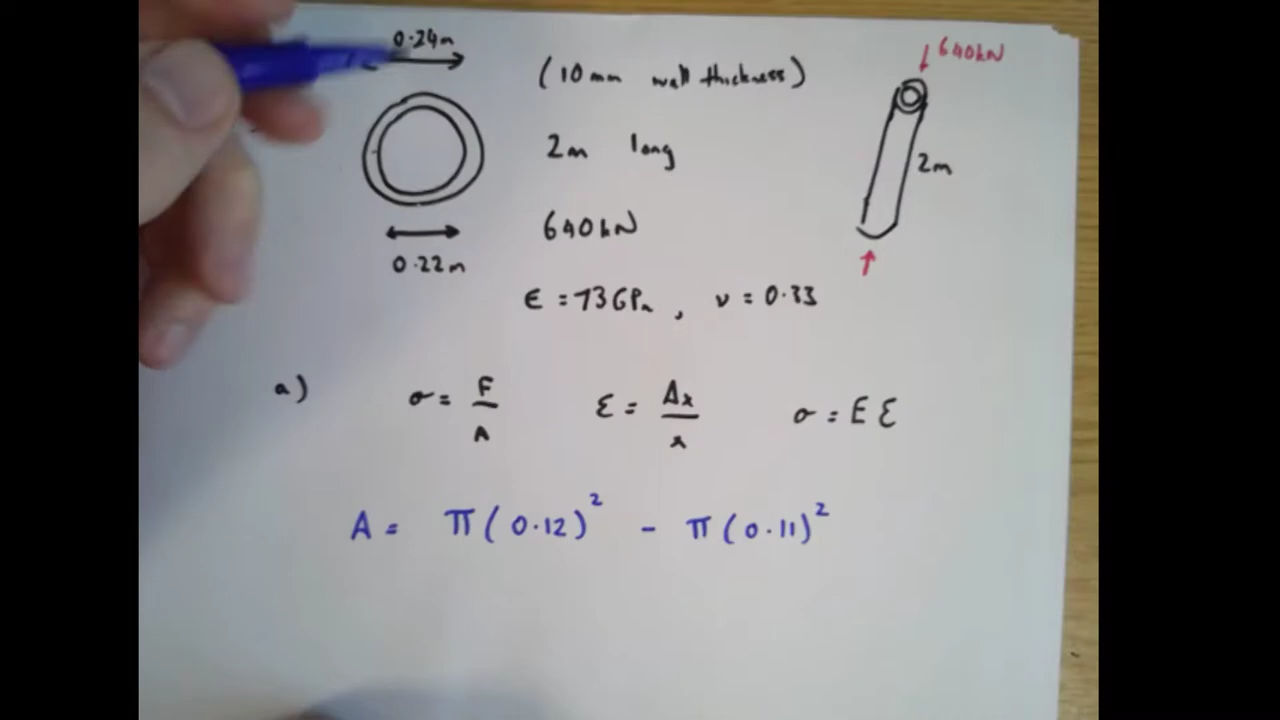 0.24m
(10mm wall thickness)
640kN
2m long
2m
640kN
0.22m
E = 73GPa, ν = 0.33
a) σ = F/A ε = Δx/x σ = E ε
A = π(0.12)² - π(0.11)²